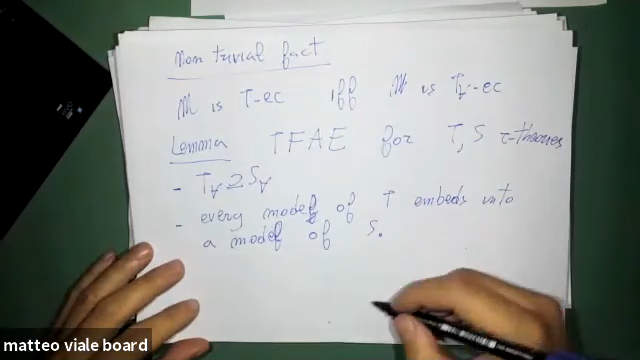 Non trivial fact
M is T-ec iff M is T∀-ec
Lemma TFAE for T, S τ-theories
- T∀ ⊇ S∀
- every model of T embeds into
a model of S.
matteo viale board